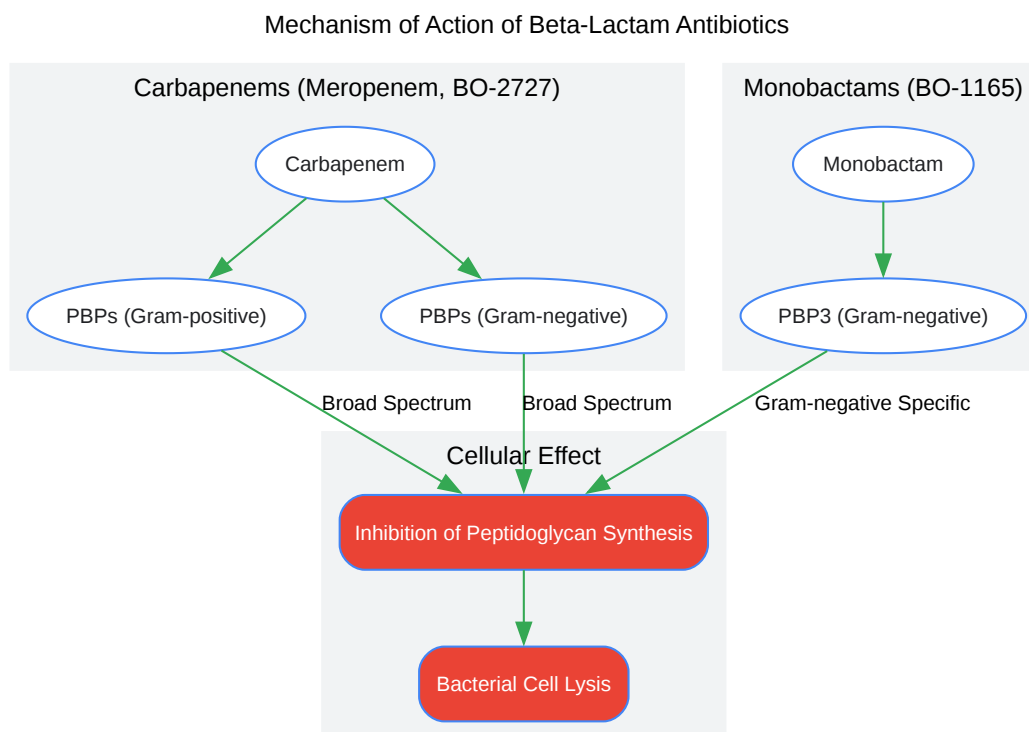 Mechanism of Action of Beta-Lactam Antibiotics
Carbapenems (Meropenem, BO-2727)
Monobactams (BO-1165)
Carbapenem
Monobactam
PBPs (Gram-positive)
PBPs (Gram-negative)
PBP3 (Gram-negative)
Broad Spectrum
Broad Spectrum
Gram-negative Specific
Cellular Effect
Inhibition of Peptidoglycan Synthesis
Bacterial Cell Lysis